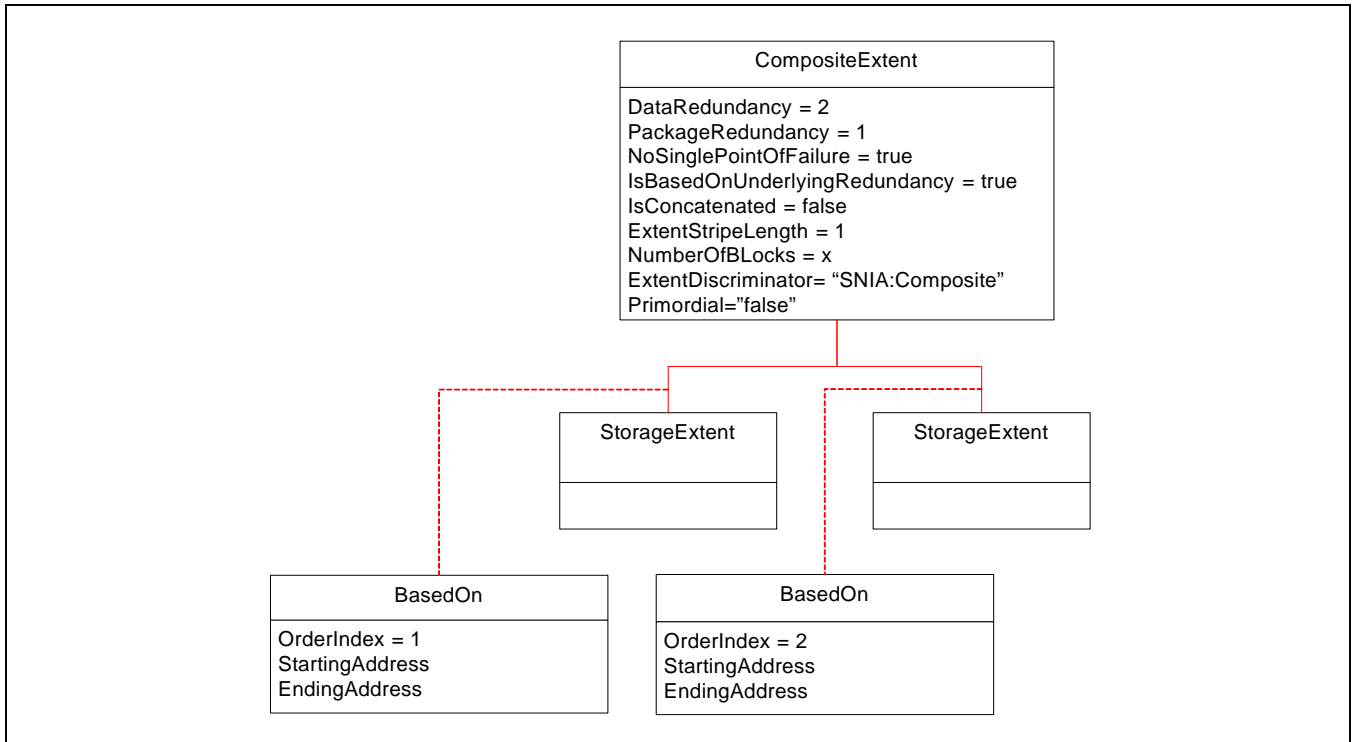 CompositeExtent
DataRedundancy = 2
PackageRedundancy = 1
NoSinglePointOfFailure = true
IsBasedOnUnderlyingRedundancy = true
IsConcatenated = false
ExtentStripeLength = 1
NumberOfBLocks = x
ExtentDiscriminator= “SNIA:Composite”
Primordial=”false”
StorageExtent
StorageExtent
BasedOn
OrderIndex = 1
StartingAddress
EndingAddress
BasedOn
OrderIndex = 2
StartingAddress
EndingAddress